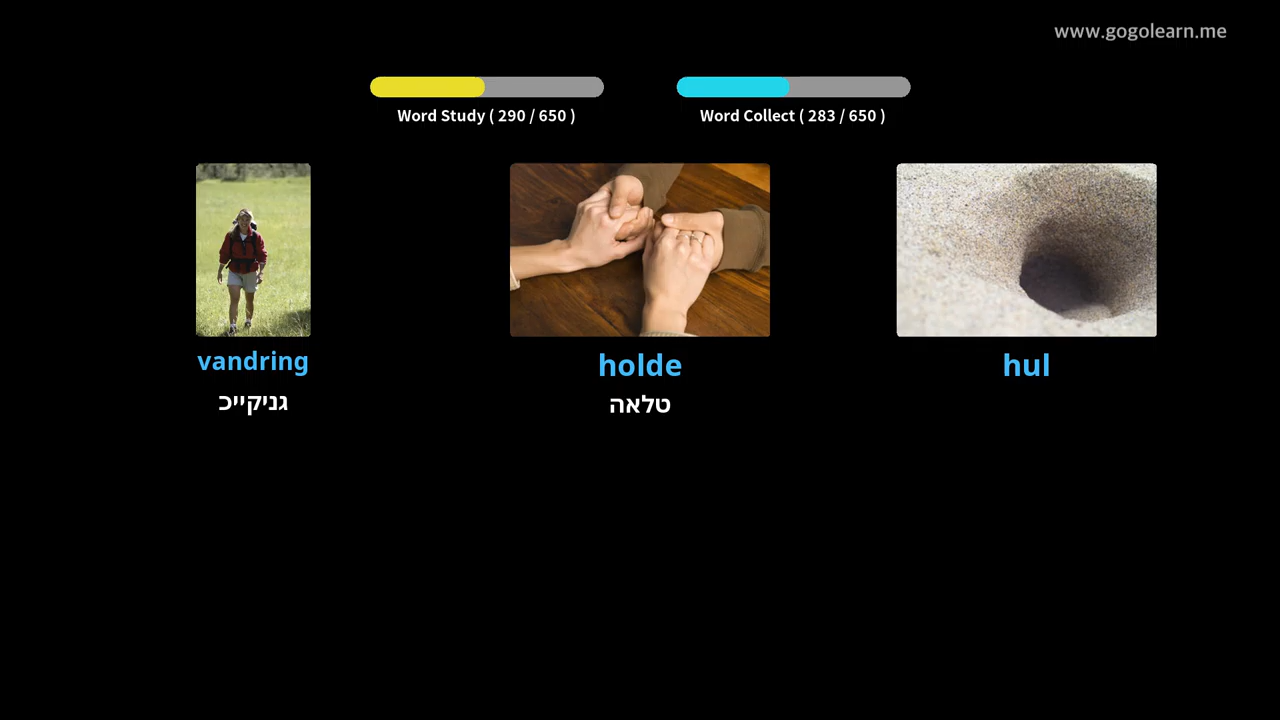 www.gogolearn.me
Word Study ( 290 / 650 )
Word Collect ( 283 / 650 )
vandring
גניקייכ
holde
טלאה
hul